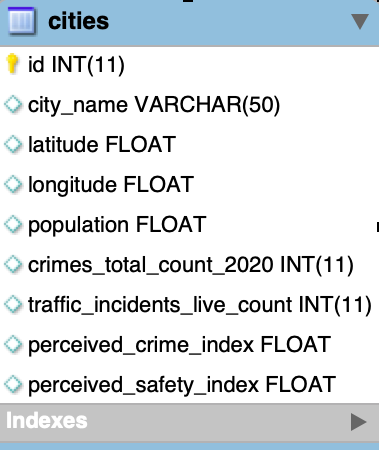 cities
id INT(11)
city_name VARCHAR(50)
latitude FLOAT
longitude FLOAT
population FLOAT
crimes_total_count_2020 INT(11)
traffic_incidents_live_count INT(11)
perceived_crime_index FLOAT
perceived_safety_index FLOAT
Indexes